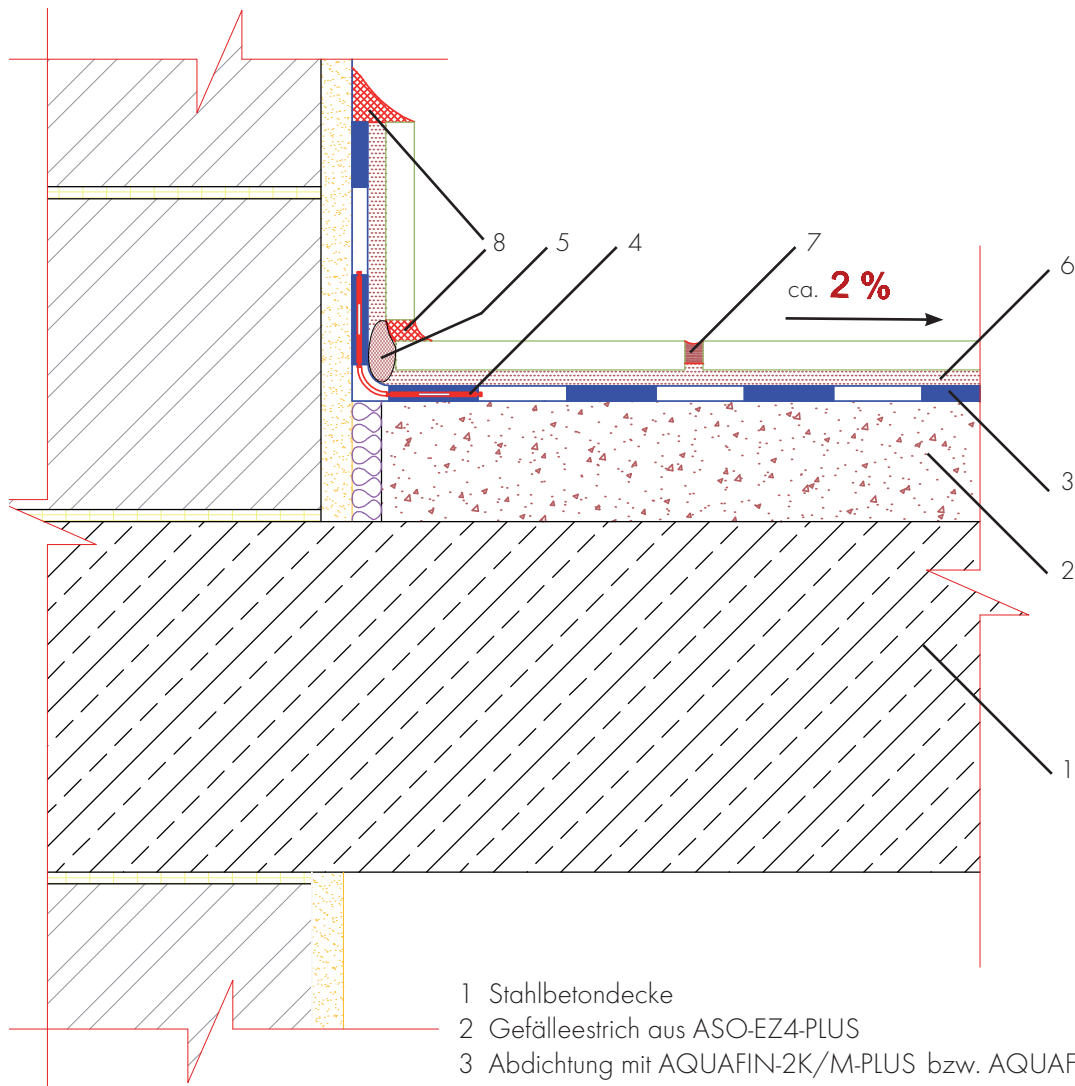 8 5 4 7
6
ca. 2 %
3
2
1
1 Stahlbetondecke
2 Gefälleestrich aus ASO-EZ4-PLUS
3 Abdichtung mit AQUAFIN-2K/M-PLUS bzw. AQUAF